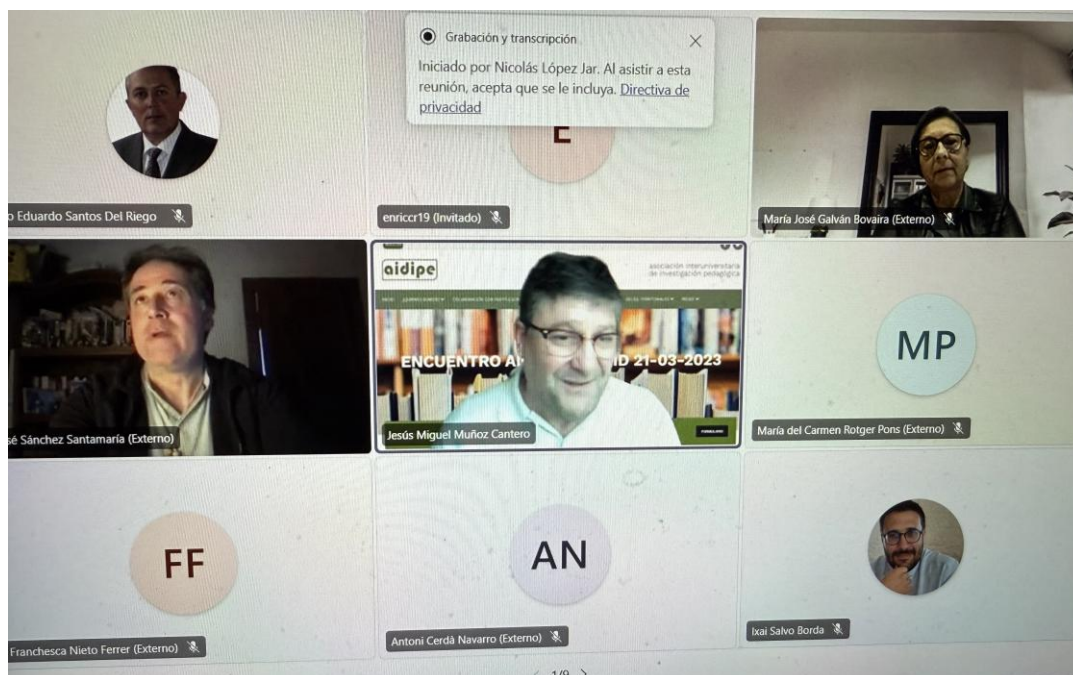 Grabación y transcripción
Iniciado por Nicolás López Jar. Al asistir a esta
reunión, acepta que se le incluya. Directiva de
privacidad
E
o Eduardo Santos Del Riego
enriccr19 (Invitado)
María José Galván Bovaira (Externo)
aidipe
asociación interuniversitaria
de investigación pedagógica
ENCUENTRO A
D 21-03-2023
sé Sánchez Santamaría (Externo)
Jesús Miguel Muñoz Cantero
MP
María del Carmen Rotger Pons (Externo)
FF
AN
Franchesca Nieto Ferrer (Externo)
Antoni Cerdà Navarro (Externo)
Ixai Salvo Borda
1/9